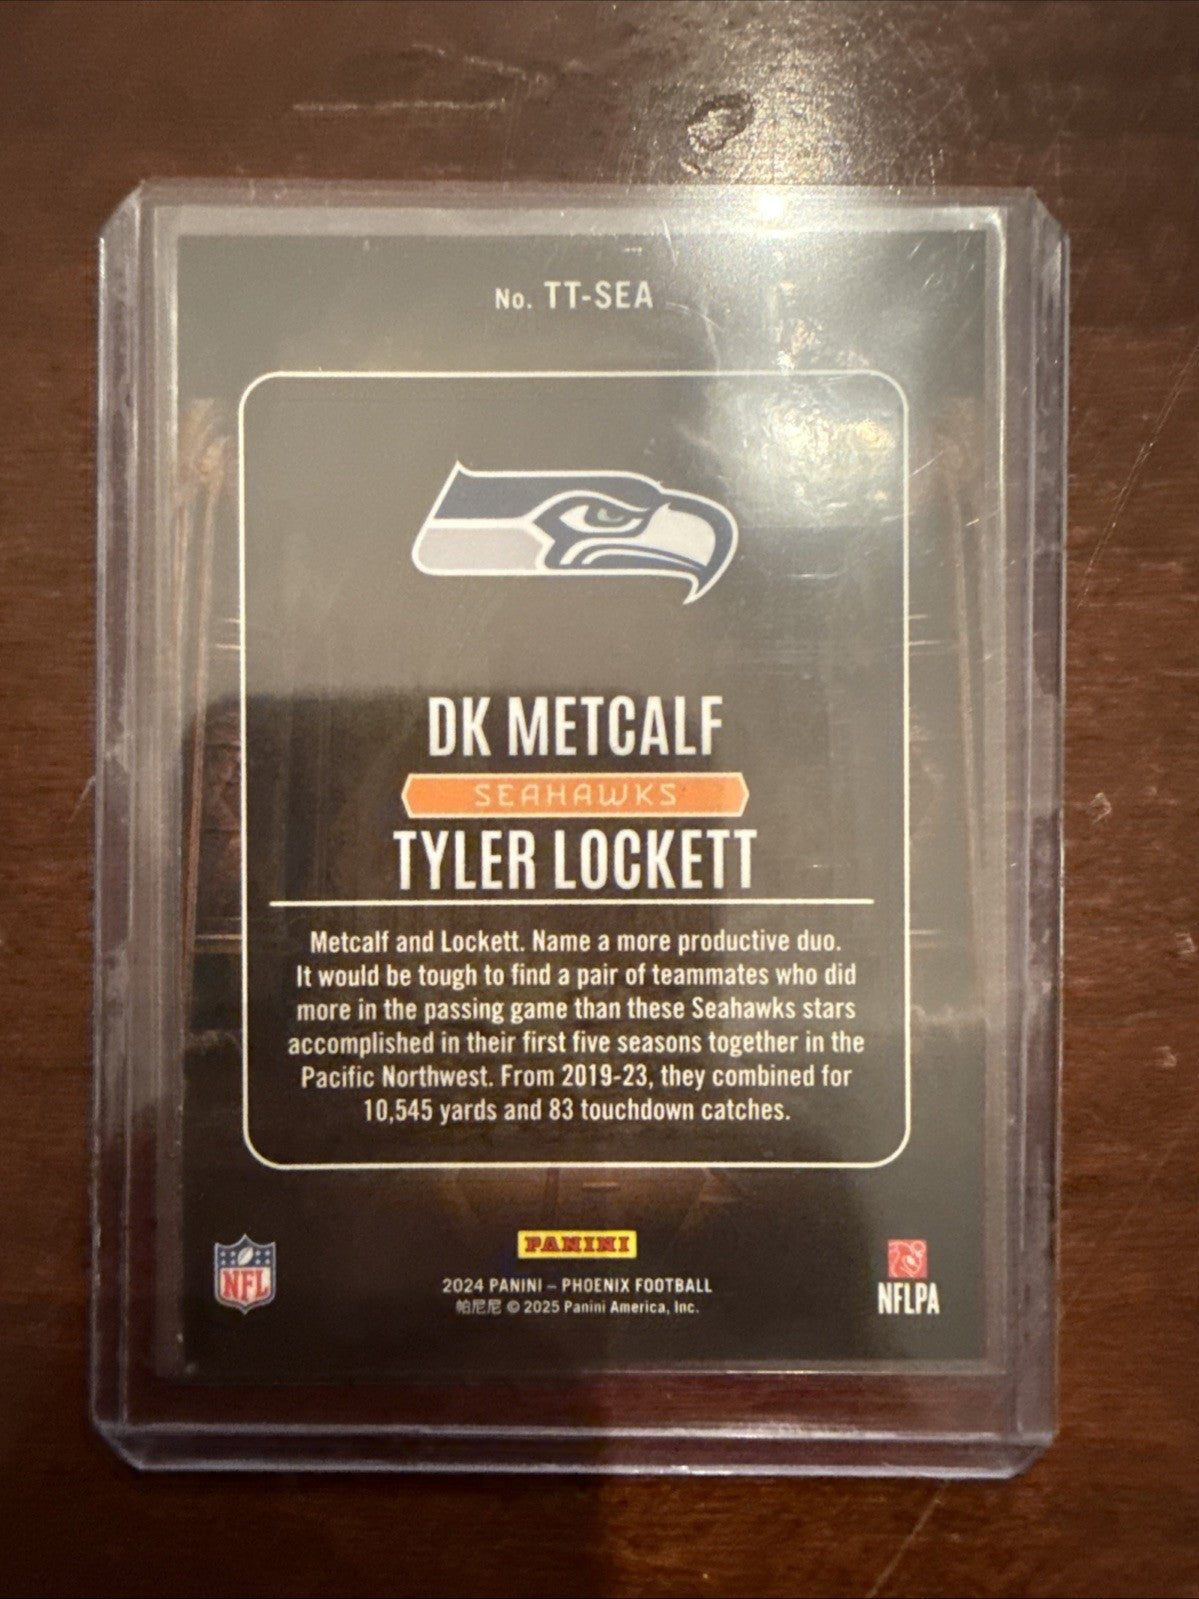 No. TT-SEA
DK METCALF
SEAHAWKS
TYLER LOCKETT
Metcalf and Lockett. Name a more productive duo.
It would be tough to find a pair of teammates who did
more in the passing game than these Seahawks stars
accomplished in their first five seasons together in the
Pacific Northwest. From 2019-23, they combined for
10,545 yards and 83 touchdown catches.
NFL
PANINI
2024 PANINI – PHOENIX FOOTBALL
帕尼尼 © 2025 Panini America, Inc.
NFLPA